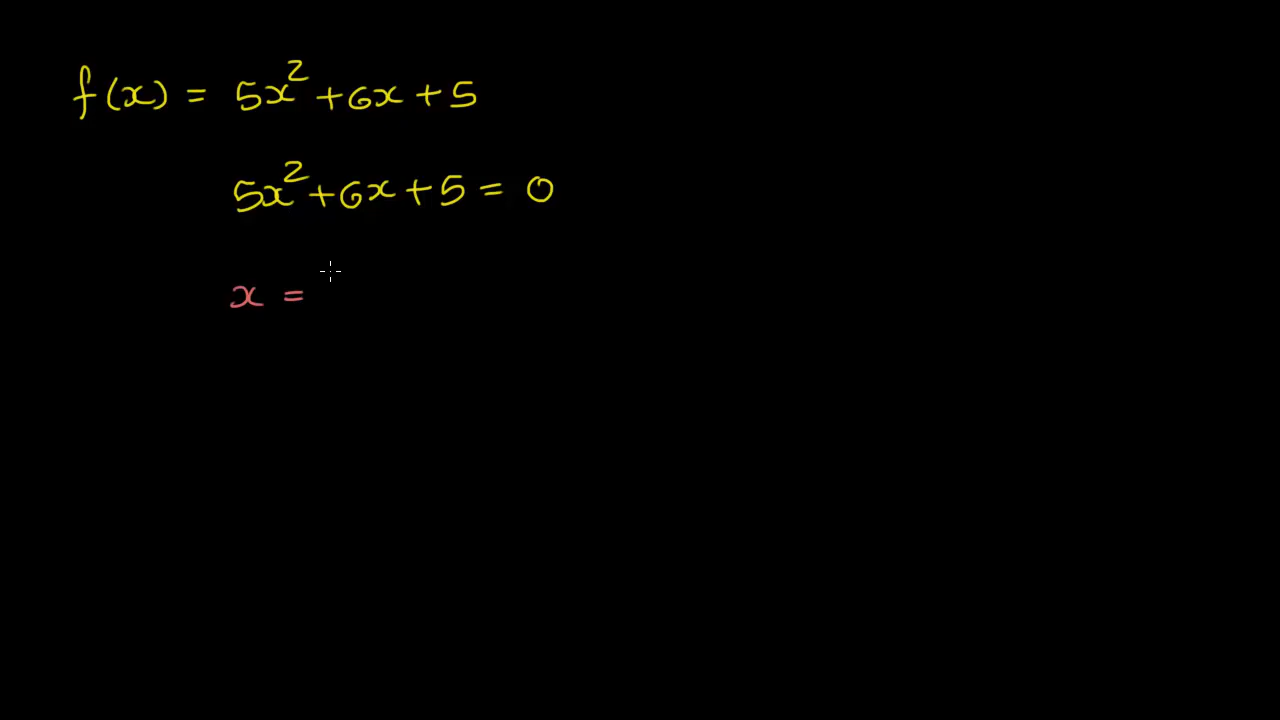 f(x) = 5x² + 6x + 5
5x² + 6x + 5 = 0
x =